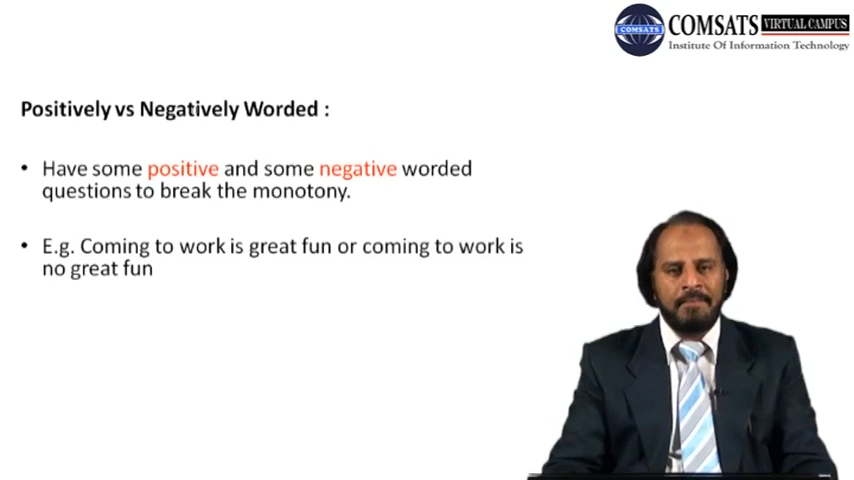 COMSATS VIRTUAL CAMPUS
COMSATS
Institute Of Information Technology
Positively vs Negatively Worded :
• Have some positive and some negative worded
questions to break the monotony.
• E.g. Coming to work is great fun or coming to work is
no great fun